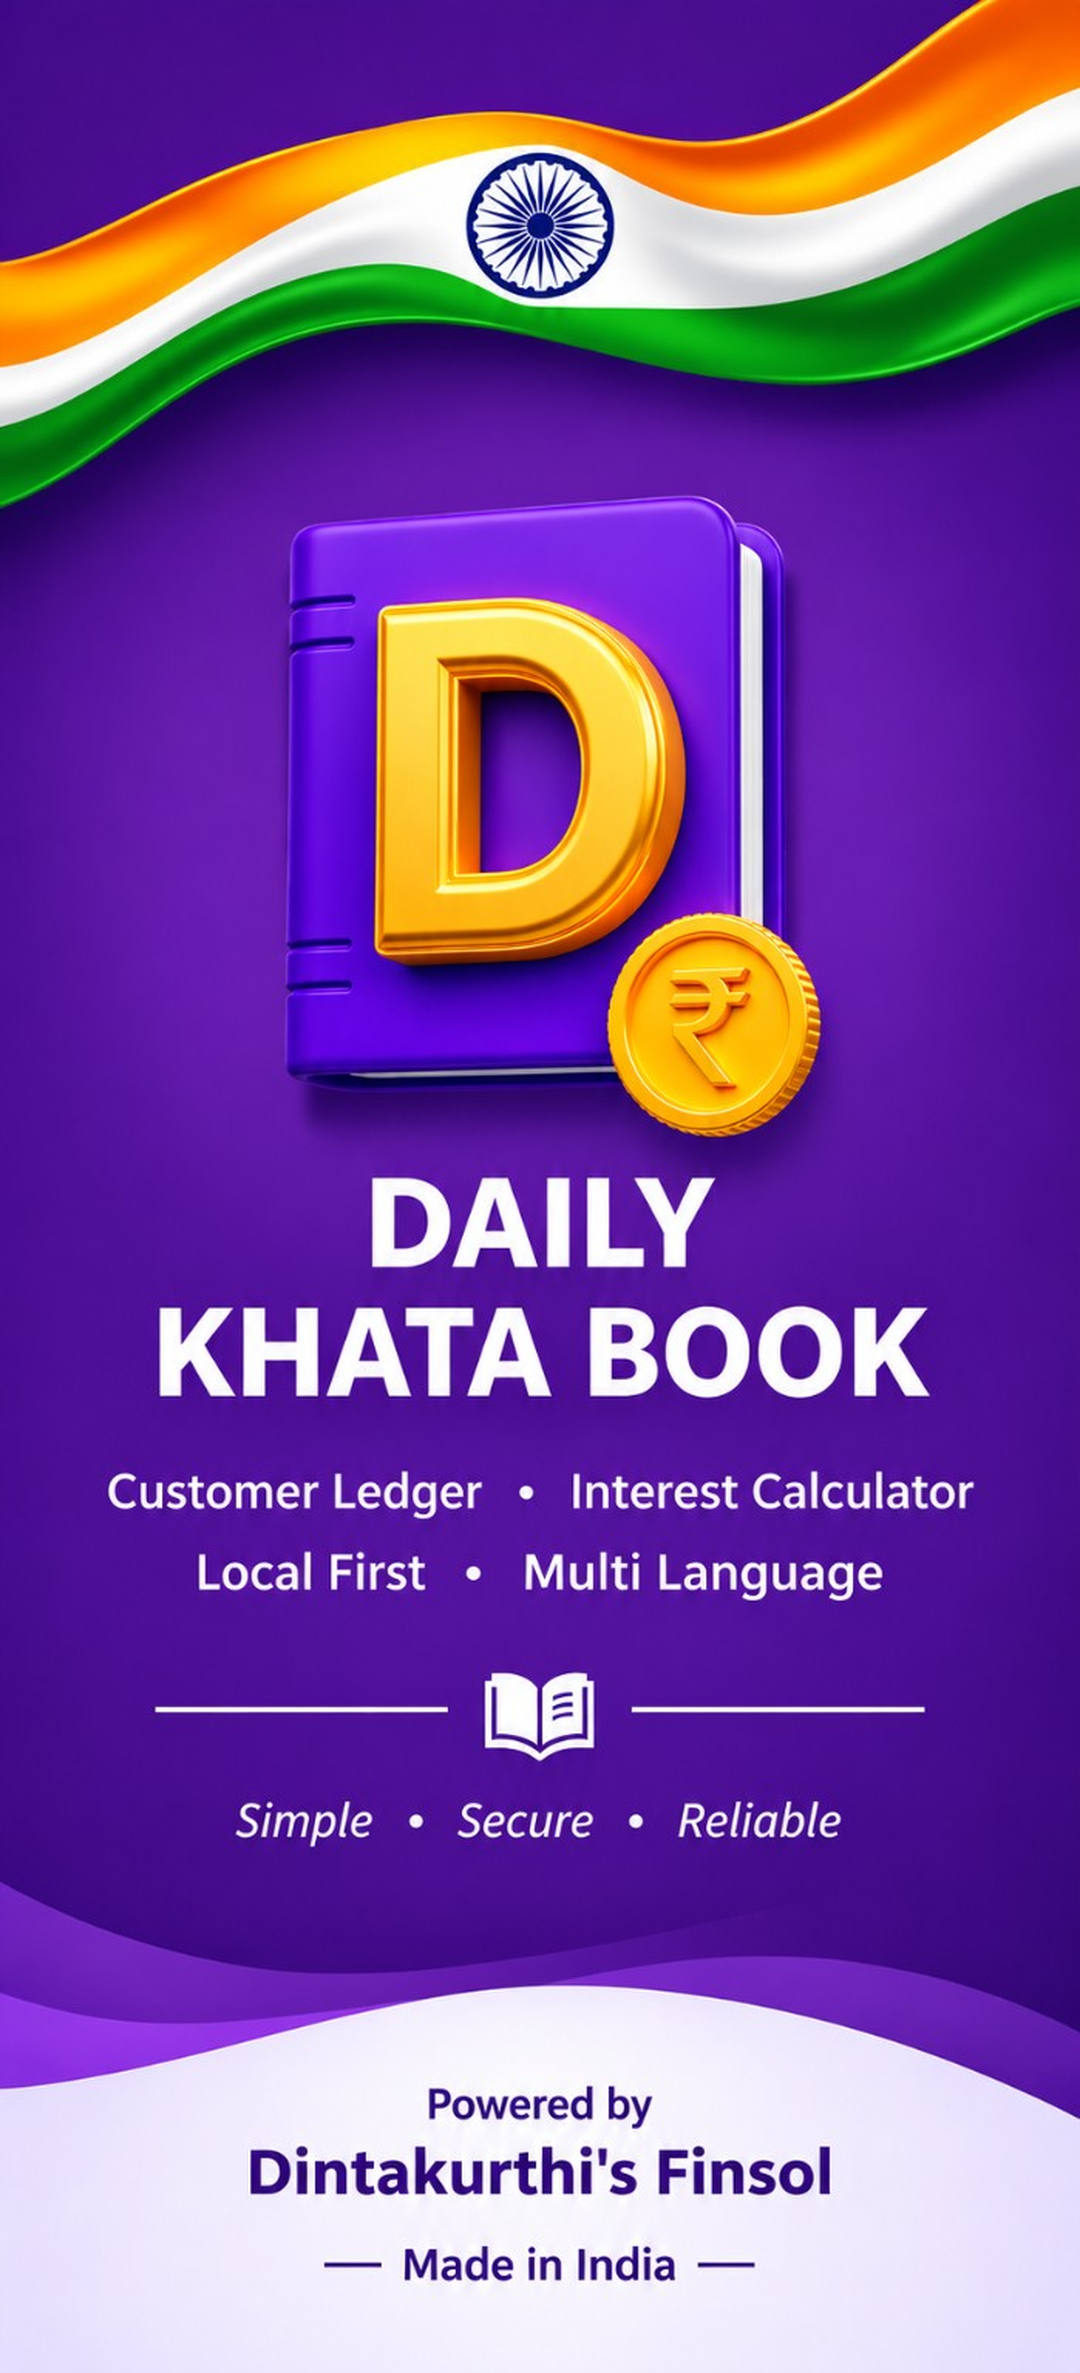 D
₹
DAILY
KHATA BOOK
Customer Ledger • Interest Calculator
Local First • Multi Language
Simple • Secure • Reliable
Powered by
Dintakurthi's Finsol
— Made in India —